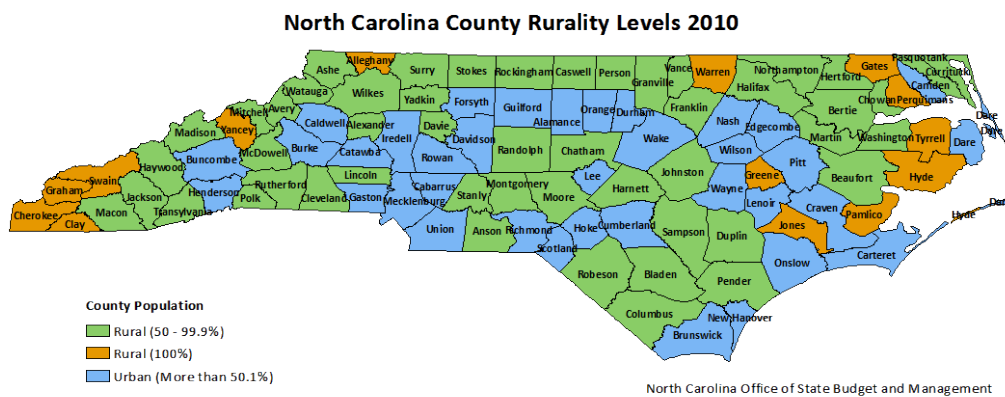 North Carolina County Rurality Levels 2010
Alleghany
Ashe
Surry
Stokes
Rockingham
Caswell
Person
Vance
Warren
Northampton
Gates
Pasquotank
Currituck
Camden
Granville
Hertford
Halifax
Watauga
Wilkes
Yadkin
Forsyth
Guilford
Orange
Durham
Franklin
Chowan
Perquimans
Bertie
Mitchell
Avery
Caldwell
Alexander
Davie
Iredell
Alamance
Nash
Edgecombe
Dare
Dare
Madison
Yancey
Burke
Catawba
Rowan
Davidson
Randolph
Chatham
Wake
Wilson
Martin
Washington
Tyrrell
Dare
Buncombe
McDowell
Haywood
Swain
Graham
Lincoln
Cabarrus
Lee
Johnston
Greene
Pitt
Beaufort
Hyde
Jackson
Henderson
Polk
Rutherford
Cleveland
Gaston
Mecklenburg
Stanly
Montgomery
Moore
Harnett
Wayne
Lenoir
Craven
Pamlico
Hyde
Cherokee
Clay
Macon
Transylvania
Union
Anson
Richmond
Hoke
Cumberland
Sampson
Duplin
Jones
Scotland
Onslow
Carteret
Robeson
Bladen
Pender
Columbus
New Hanover
Brunswick
County Population
Rural (50 - 99.9%)
Rural (100%)
Urban (More than 50.1%)
North Carolina Office of State Budget and Management